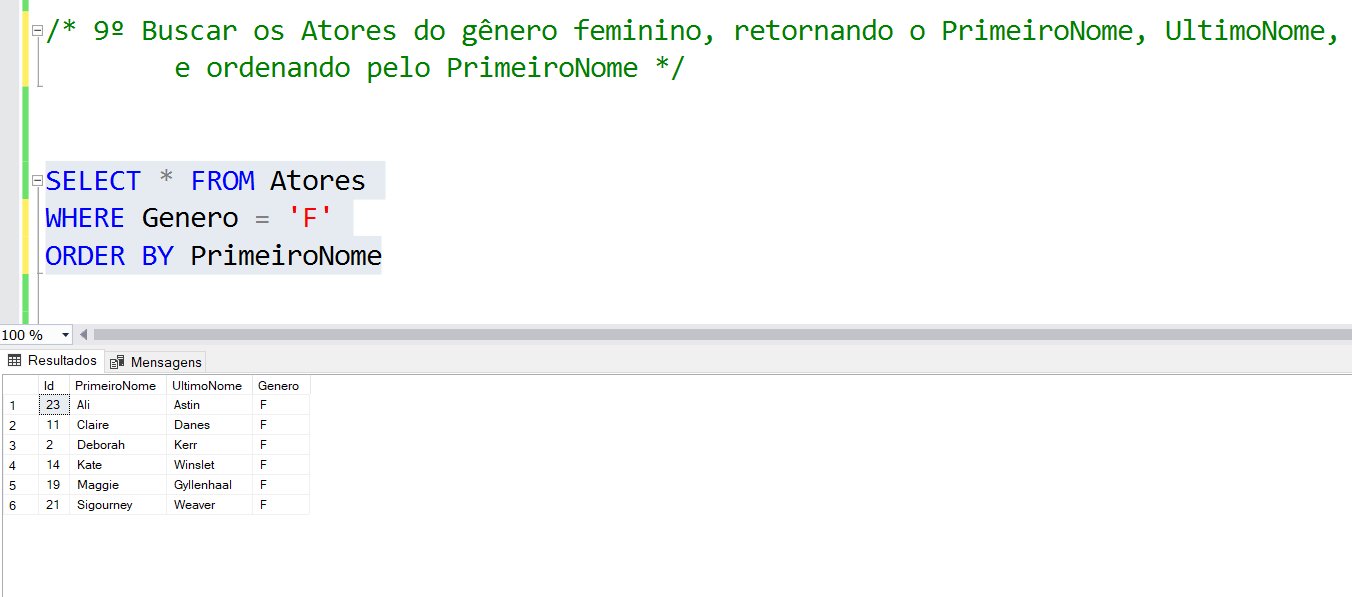 /* 9º Buscar os Atores do gênero feminino, retornando o PrimeiroNome, UltimoNome,
e ordenando pelo PrimeiroNome */
SELECT * FROM Atores
WHERE Genero = 'F'
ORDER BY PrimeiroNome
100 %
Resultados Mensagens
Id PrimeiroNome UltimoNome Genero
1 23 Ali Astin F
2 11 Claire Danes F
3 2 Deborah Kerr F
4 14 Kate Winslet F
5 19 Maggie Gyllenhaal F
6 21 Sigourney Weaver F